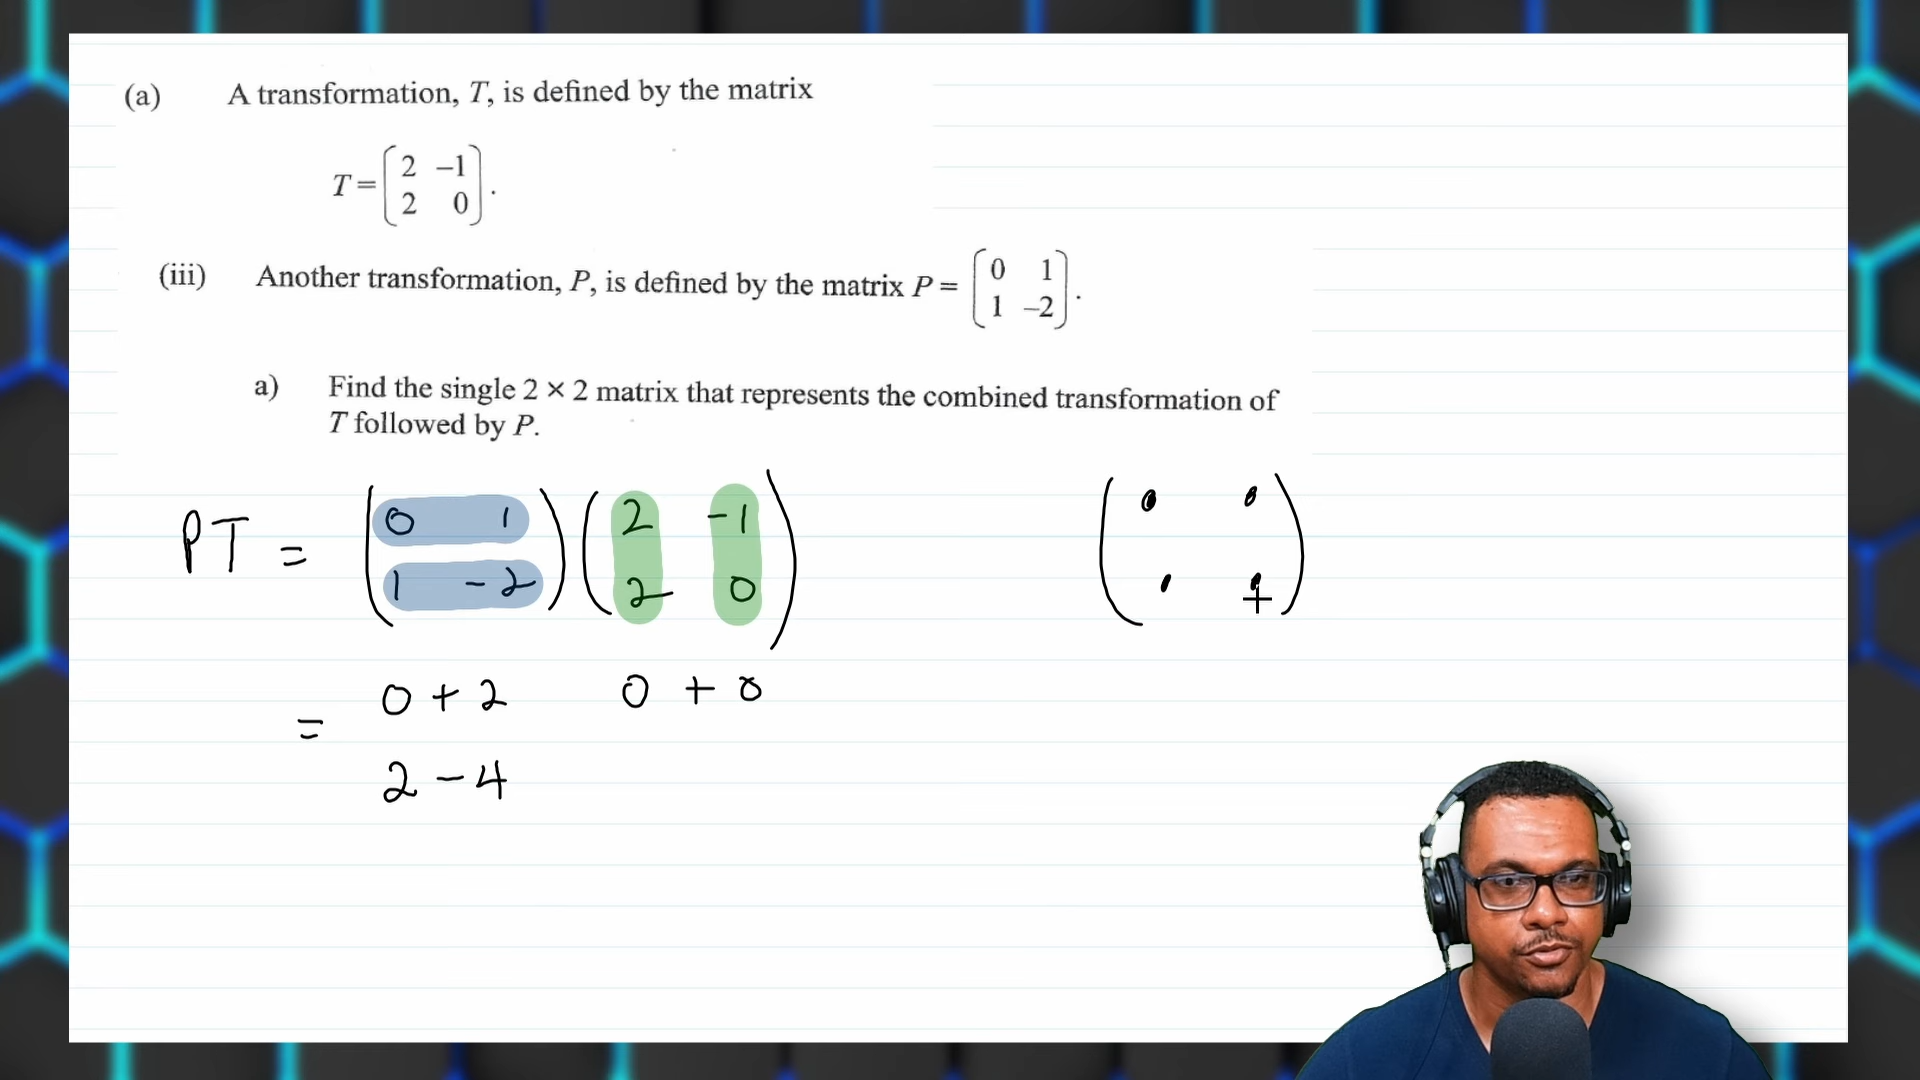 (a) A transformation, T, is defined by the matrix
T = [2 –1
2 0].
(iii) Another transformation, P, is defined by the matrix P = [0 1
1 –2].
a) Find the single 2 × 2 matrix that represents the combined transformation of
T followed by P.
PT = (0 1
1 -2) (2 -1
2 0)
= 0 + 2 0 + 0
2 - 4